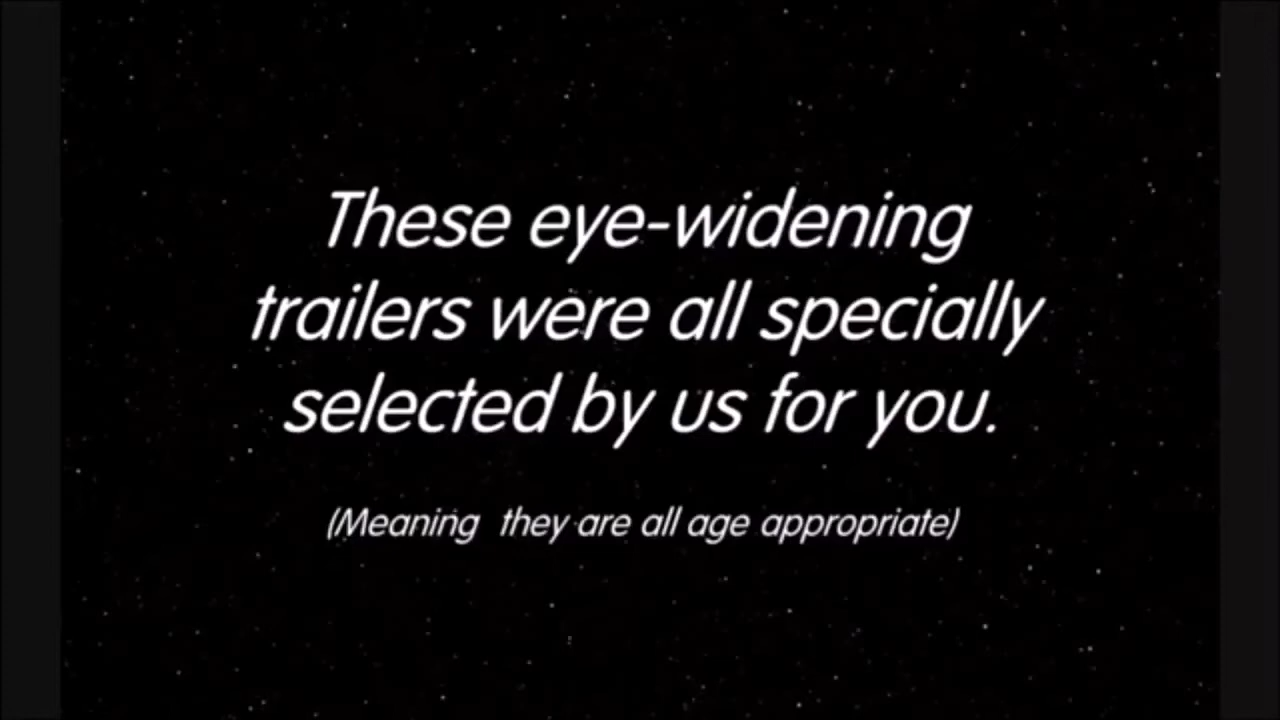 These eye-widening
trailers were all specially
selected by us for you.
(Meaning they are all age appropriate)